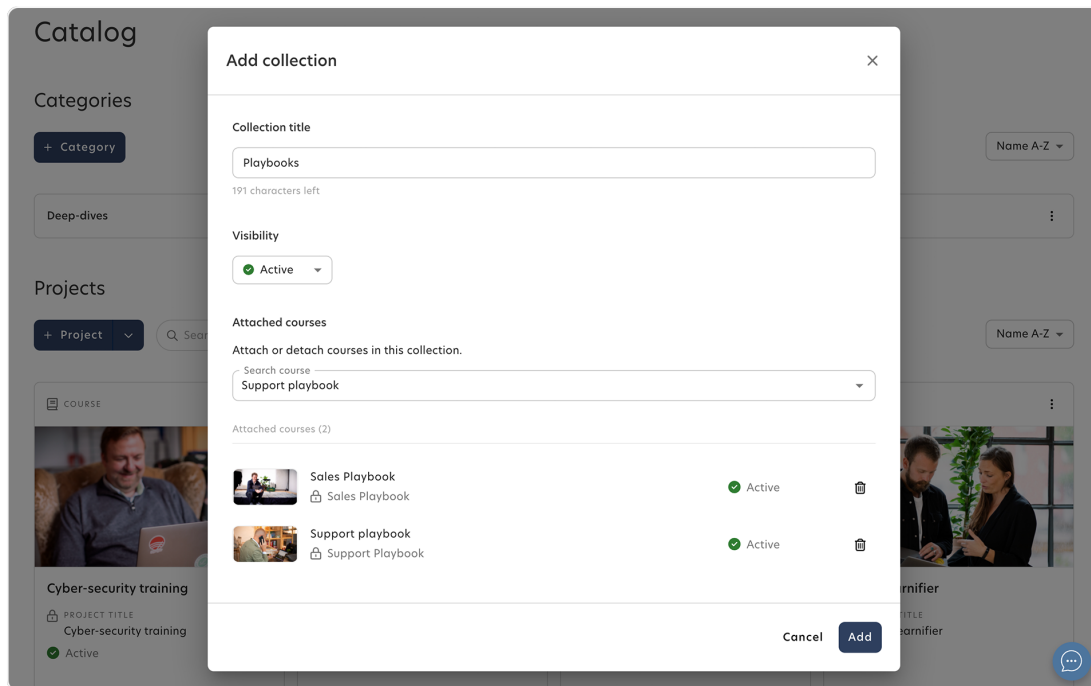 Catalog
Add collection
Categories
Collection title
+ Category
Name A-Z
Playbooks
191 characters left
Deep-dives
Visibility
Active
Projects
Attached courses
+ Project
Name A-Z
Attach or detach courses in this collection.
Search course
Support playbook
COURSE
Attached courses (2)
Sales Playbook
Sales Playbook
Active
Support playbook
Support Playbook
Active
Cyber-security training
PROJECT TITLE
Cyber-security training
Active
Cancel
Add